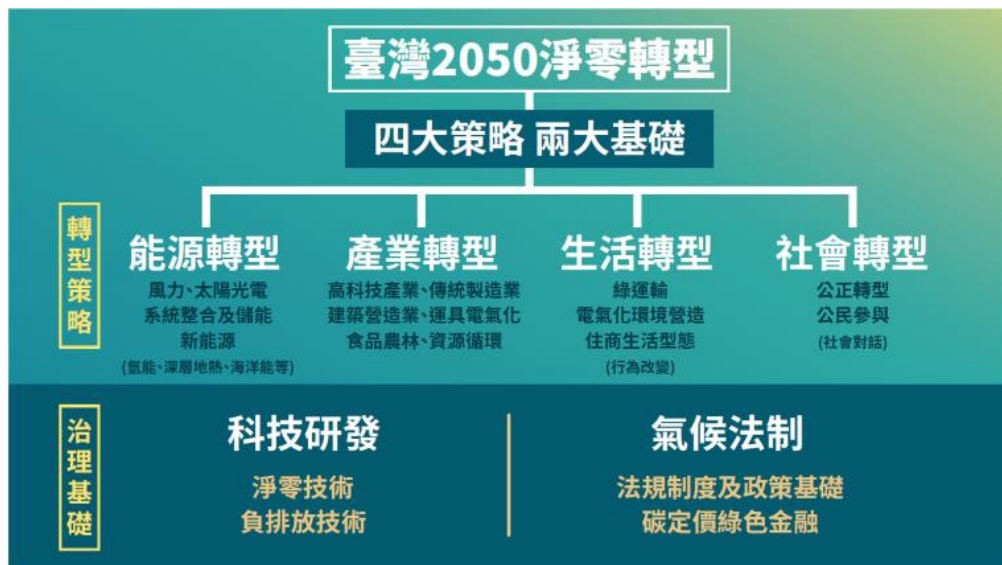 臺灣2050淨零轉型
四大策略 兩大基礎
轉型策略
能源轉型
風力、太陽光電
系統整合及儲能
新能源
(氫能、深層地熱、海洋能等)
產業轉型
高科技產業、傳統製造業
建築營造業、運具電氣化
食品農林、資源循環
生活轉型
綠運輸
電氣化環境營造
住商生活型態
(行為改變)
社會轉型
公正轉型
公民參與
(社會對話)
治理基礎
科技研發
淨零技術
負排放技術
氣候法制
法規制度及政策基礎
碳定價綠色金融